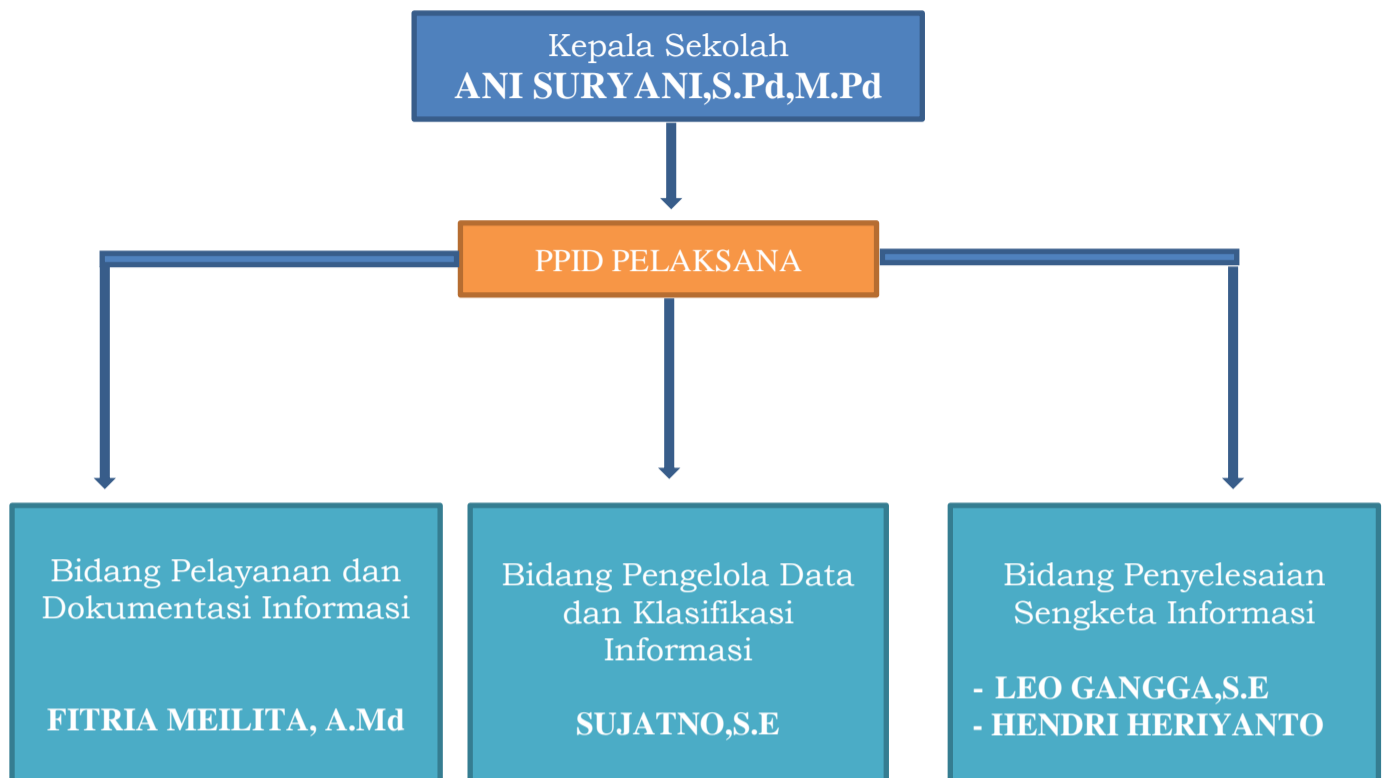 Kepala Sekolah
ANI SURYANI,S.Pd,M.Pd
PPID PELAKSANA
Bidang Pelayanan dan
Dokumentasi Informasi
FITRIA MEILITA, A.Md
Bidang Pengelola Data
dan Klasifikasi
Informasi
SUJATNO,S.E
Bidang Penyelesaian
Sengketa Informasi
- LEO GANGGA,S.E
- HENDRI HERIYANTO